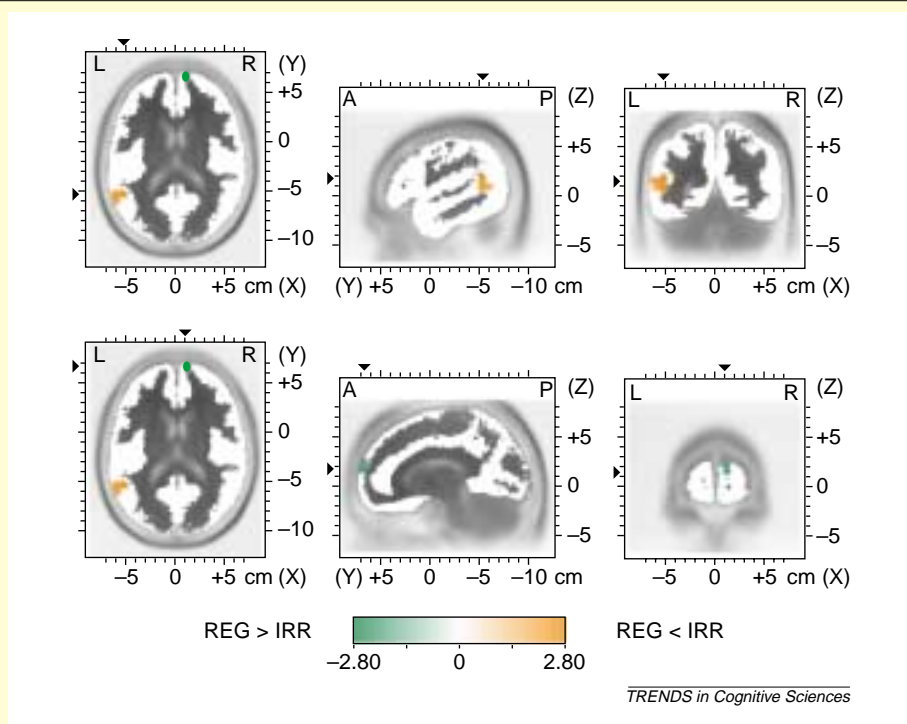 L R (Y)
+5
0
–5
–10
–5 0 +5 cm (X)
A P (Z)
+5
0
–5
(Y) +5 0 –5 –10 cm
L R (Z)
+5
0
–5
–5 0 +5 cm (X)
L R (Y)
+5
0
–5
–10
–5 0 +5 cm (X)
A P (Z)
+5
0
–5
(Y) +5 0 –5 –10 cm
L R (Z)
+5
0
–5
–5 0 +5 cm (X)
REG > IRR REG < IRR
–2.80 0 2.80
TRENDS in Cognitive Sciences